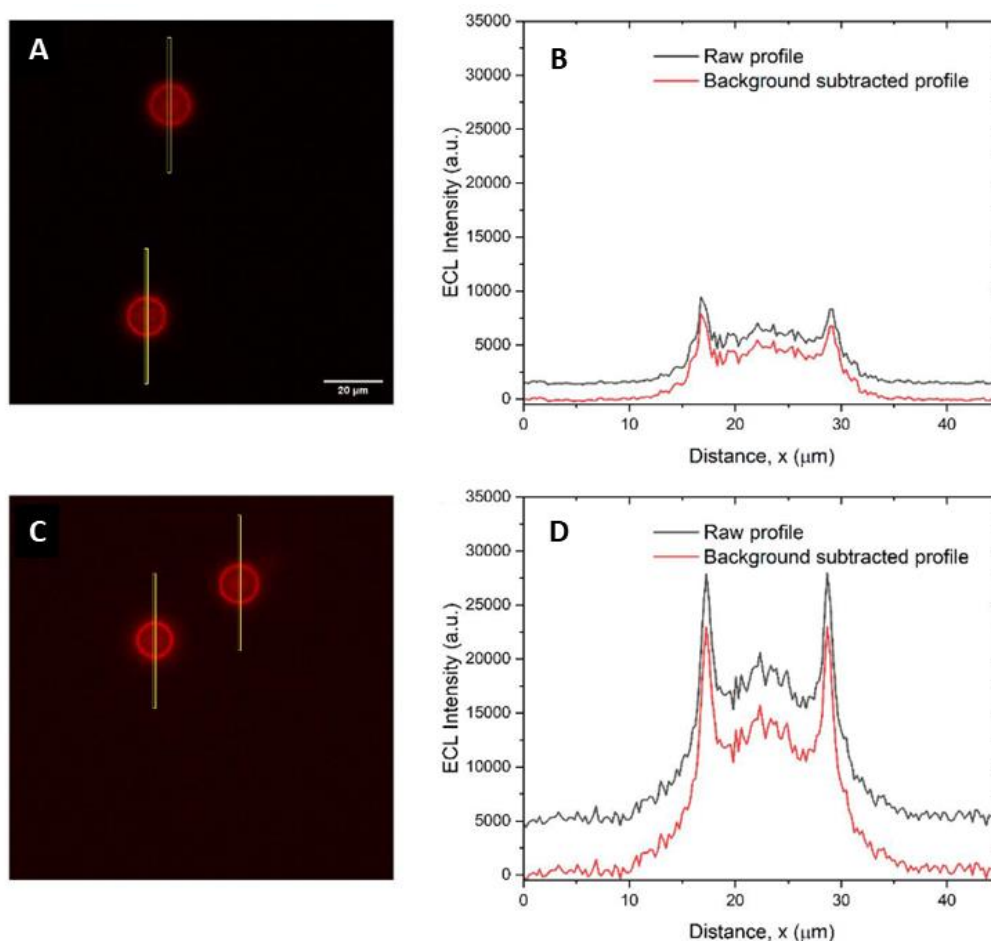 A
20 μm
B
Raw profile
Background subtracted profile
ECL Intensity (a.u.)
35000
30000
25000
20000
15000
10000
5000
0
0 10 20 30 40
Distance, x (μm)
C
D
Raw profile
Background subtracted profile
ECL Intensity (a.u.)
35000
30000
25000
20000
15000
10000
5000
0
0 10 20 30 40
Distance, x (μm)